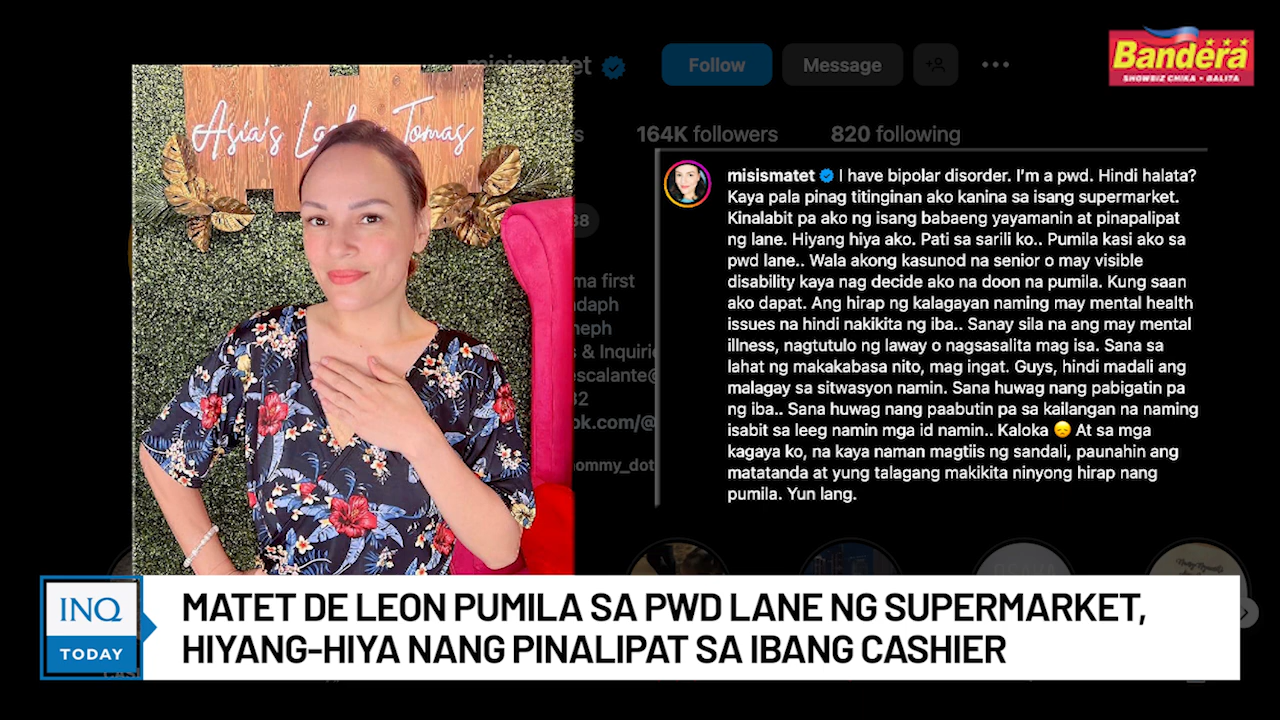 misismatet
Follow
Message
Bandera
SHOWBIZ CHIKA • BALITA
Asia's Tomas
164K followers
820 following
misismatet I have bipolar disorder. I'm a pwd. Hindi halata?
Kaya pala pinag titinginan ako kanina sa isang supermarket.
Kinalabit pa ako ng isang babaeng yayamanin at pinapalipat
ng lane. Hiyang hiya ako. Pati sa sarili ko.. Pumila kasi ako sa
pwd lane.. Wala akong kasunod na senior o may visible
disability kaya nag decide ako na doon na pumila. Kung saan
ako dapat. Ang hirap ng kalagayan naming may mental health
issues na hindi nakikita ng iba.. Sanay sila na ang may mental
illness, nagtutulo ng laway o nagsasalita mag isa. Sana sa
lahat ng makakabasa nito, mag ingat. Guys, hindi madali ang
malagay sa sitwasyon namin. Sana huwag nang pabigatin pa
ng iba.. Sana huwag nang paabutin pa sa kailangan na naming
isabit sa leeg namin mga id namin.. Kaloka 😞 At sa mga
kagaya ko, na kaya naman magtiis ng sandali, paunahin ang
matatanda at yung talagang makikita ninyong hirap nang
pumila. Yun lang.
ma first
& Inquirie
escalante@
ok.com/@
INQ
TODAY
MATET DE LEON PUMILA SA PWD LANE NG SUPERMARKET,
HIYANG-HIYA NANG PINALIPAT SA IBANG CASHIER